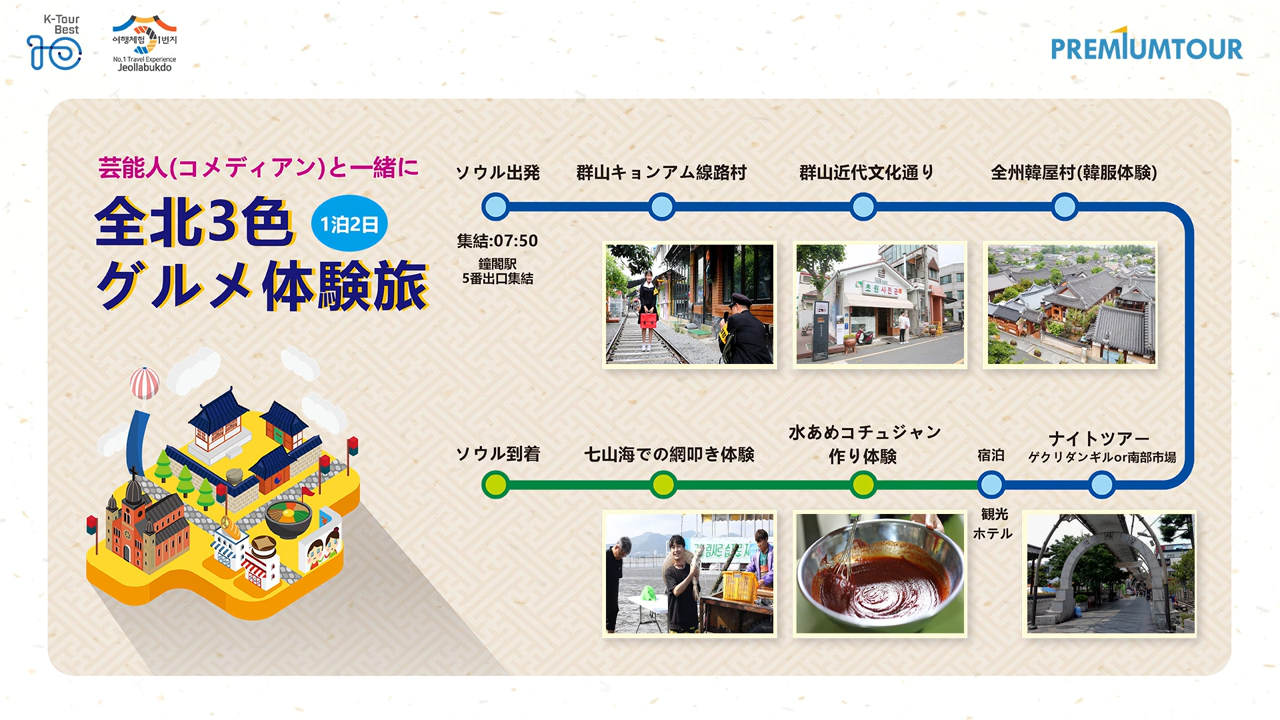 K-Tour
Best
10
여행체험 1번지
No.1 Travel Experience
Jeollabukdo
PREMIUMTOUR
芸能人(コメディアン)と一緒に
全北3色
1泊2日
グルメ体験旅
ソウル出発
群山キョンアム線路村
群山近代文化通り
全州韓屋村(韓服体験)
集結:07:50
鐘閣駅
5番出口集結
초원사진관
ソウル到着
七山海での網叩き体験
水あめコチュジャン
作り体験
宿泊
ナイトツアー
ゲクリダンギルor南部市場
観光
ホテル